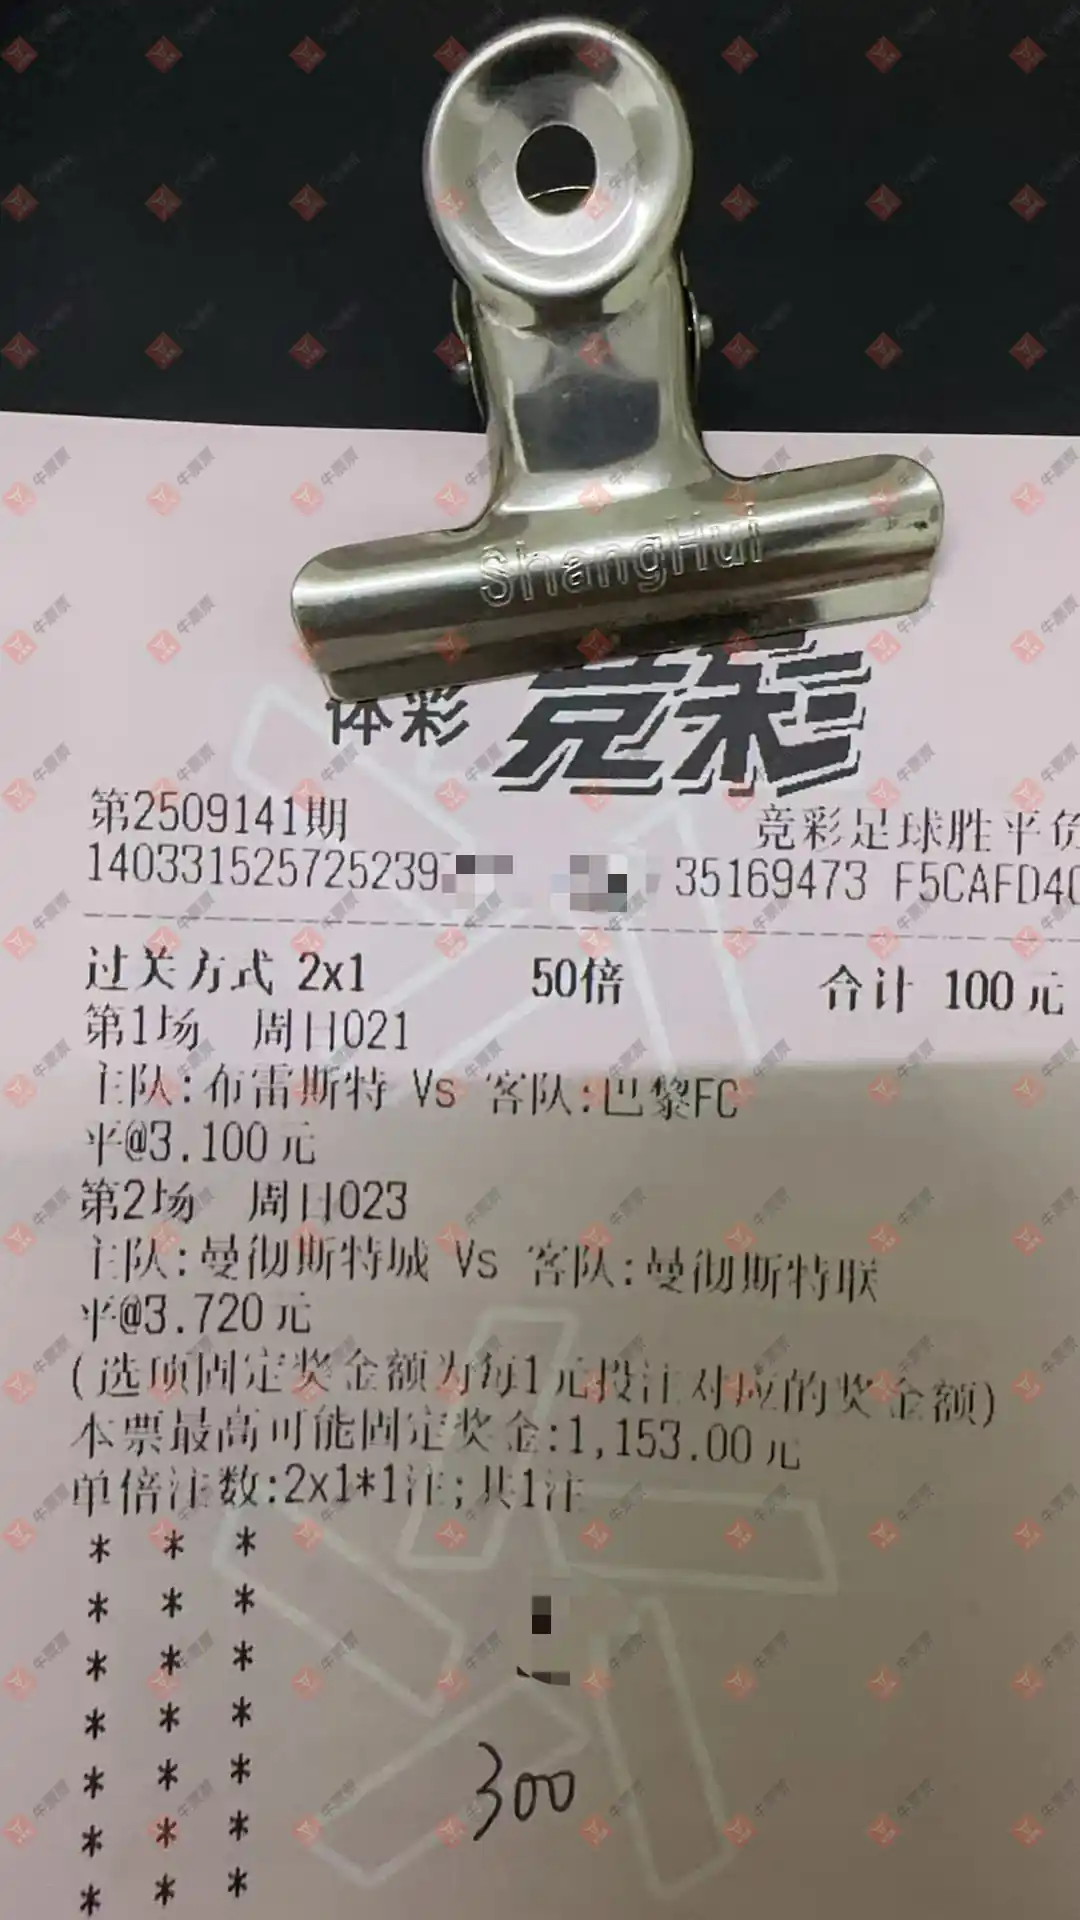 ShangHui
体彩 竞彩
第2509141期 竞彩足球胜平负
140331525725239 35169473 F5CAFD40
过关方式 2x1 50倍 合计 100元
第1场 周日021
主队:布雷斯特 Vs 客队:巴黎FC
平@3.100元
第2场 周日023
主队:曼彻斯特城 Vs 客队:曼彻斯特联
平@3.720元
(选项固定奖金额为每1元投注对应的奖金额)
本票最高可能固定奖金:1,153.00元
单倍注数:2x1*1注;共1注
* * *
* * *
* * *
* * *
* * *
* * *
* * *
300